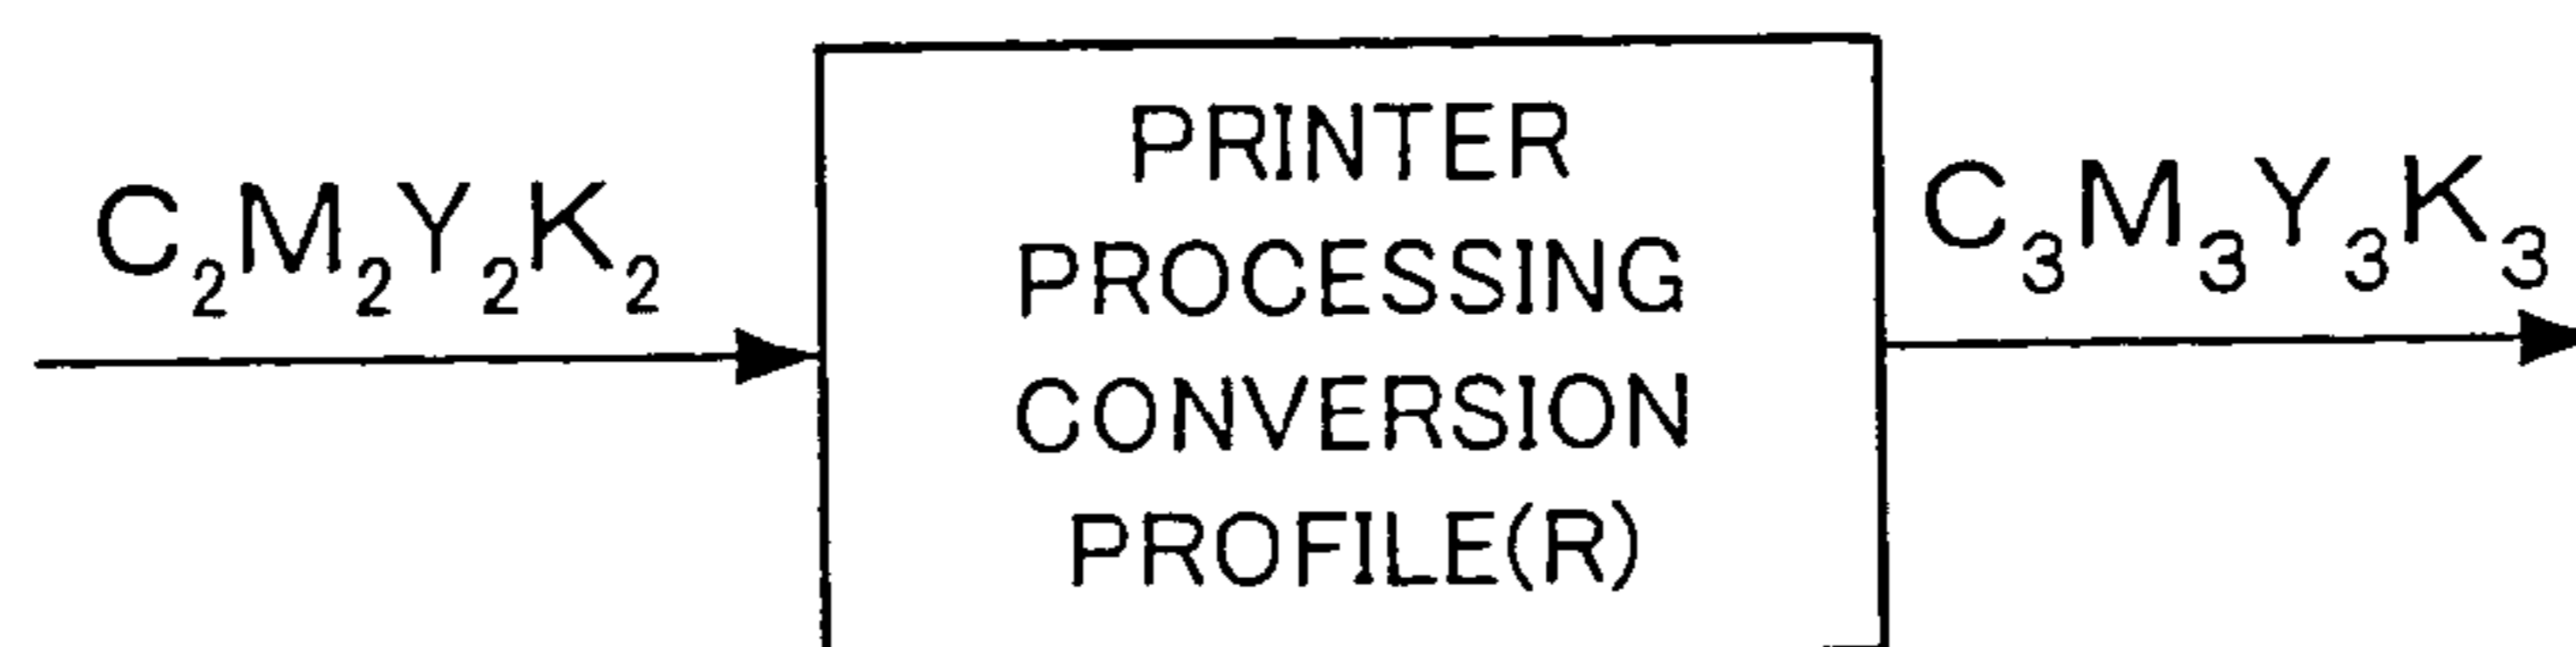 C₂M₂Y₂K₂
PRINTER
PROCESSING
CONVERSION
PROFILE(R)
C₃M₃Y₃K₃